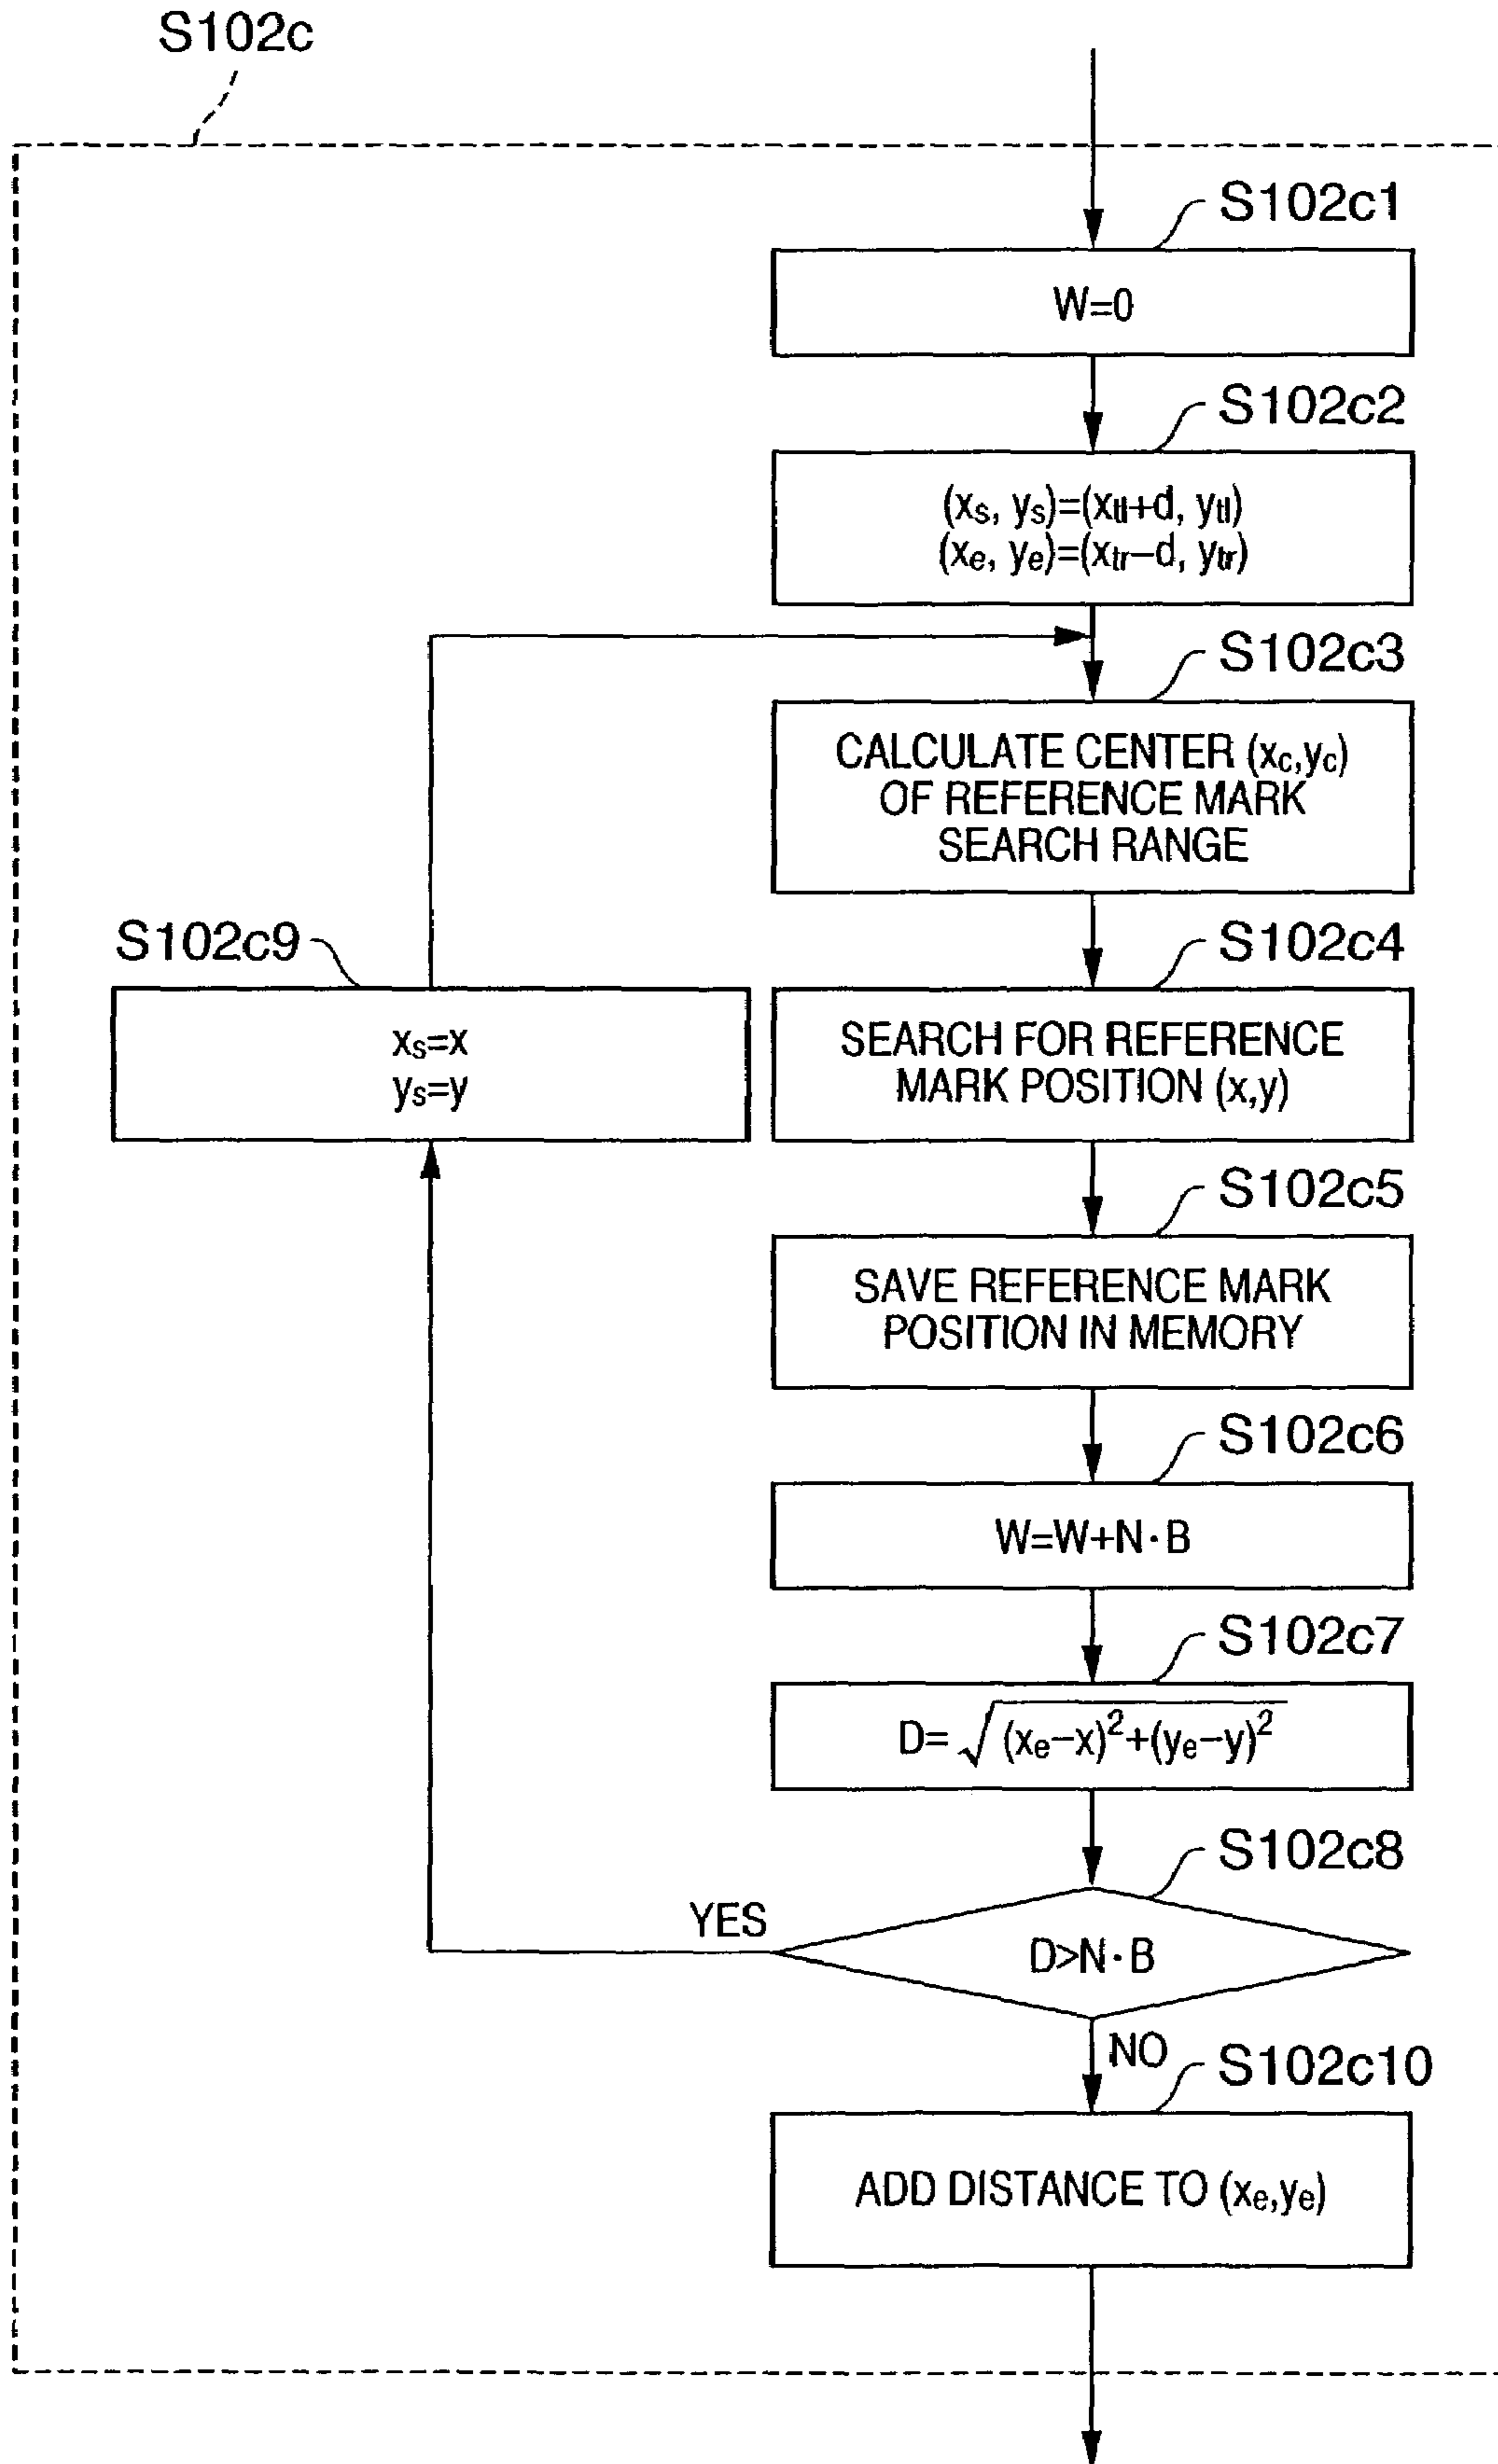 S102c
S102c1
W=0
S102c2
(xs, ys)=(xtl+d, ytl)
(xe, ye)=(xtr−d, ytr)
S102c3
CALCULATE CENTER (xc,yc)
OF REFERENCE MARK
SEARCH RANGE
S102c9
xs=x
ys=y
S102c4
SEARCH FOR REFERENCE
MARK POSITION (x,y)
S102c5
SAVE REFERENCE MARK
POSITION IN MEMORY
S102c6
W=W+N·B
S102c7
D=√(xe−x)²+(ye−y)²
S102c8
YES
D>N·B
NO
S102c10
ADD DISTANCE TO (xe,ye)